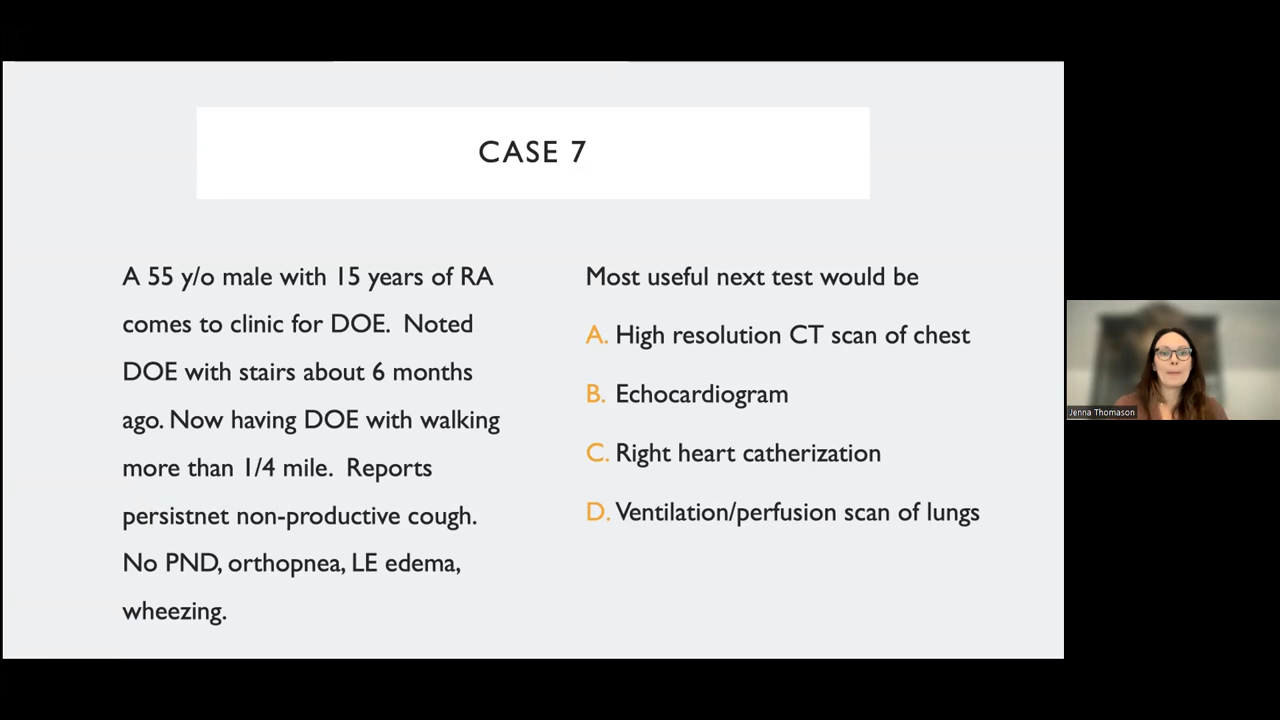 CASE 7
A 55 y/o male with 15 years of RA
comes to clinic for DOE. Noted
DOE with stairs about 6 months
ago. Now having DOE with walking
more than 1/4 mile. Reports
persistnet non-productive cough.
No PND, orthopnea, LE edema,
wheezing.
Most useful next test would be
A. High resolution CT scan of chest
B. Echocardiogram
C. Right heart catherization
D. Ventilation/perfusion scan of lungs
Jenna Thomason